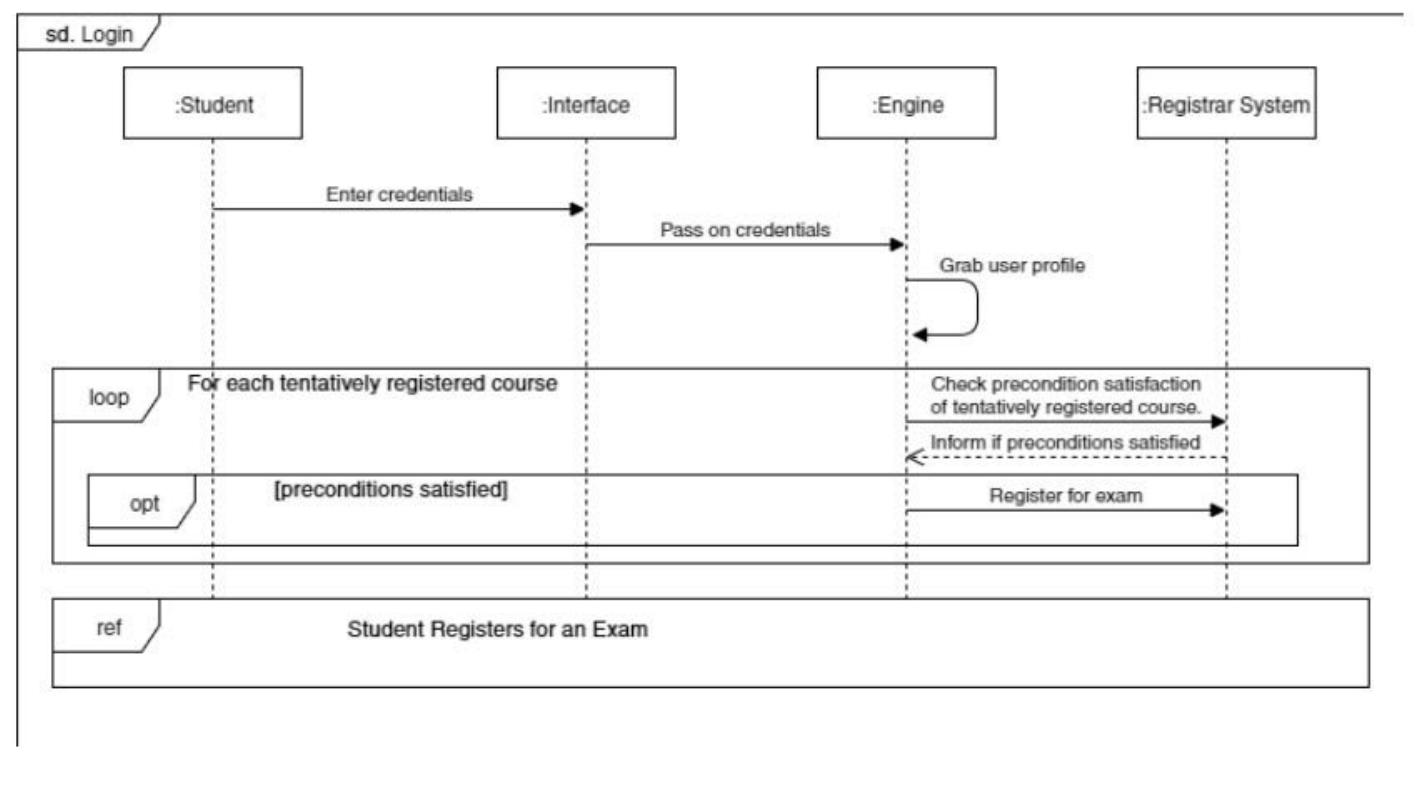 sd. Login
:Student
:Interface
:Engine
:Registrar System
Enter credentials
Pass on credentials
Grab user profile
loop
For each tentatively registered course
Check precondition satisfaction
of tentatively registered course.
Inform if preconditions satisfied
opt
[preconditions satisfied]
Register for exam
ref
Student Registers for an Exam